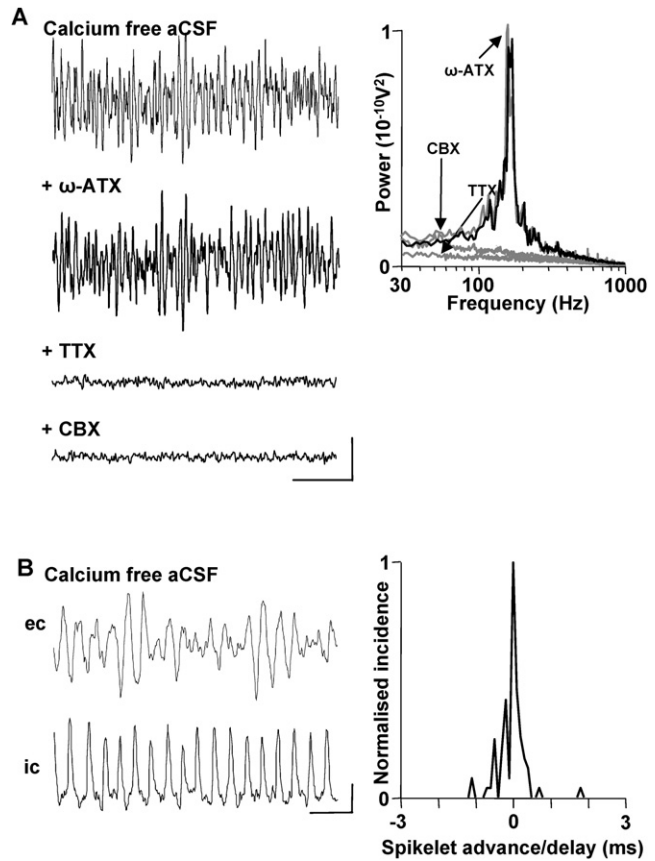 A
Calcium free aCSF
+ ω-ATX
+ TTX
+ CBX
1
ω-ATX
CBX
TTX
0
Power (10⁻¹⁰V²)
30 100 1000
Frequency (Hz)
B
Calcium free aCSF
ec
ic
1
0
Normalised incidence
-3 0 3
Spikelet advance/delay (ms)